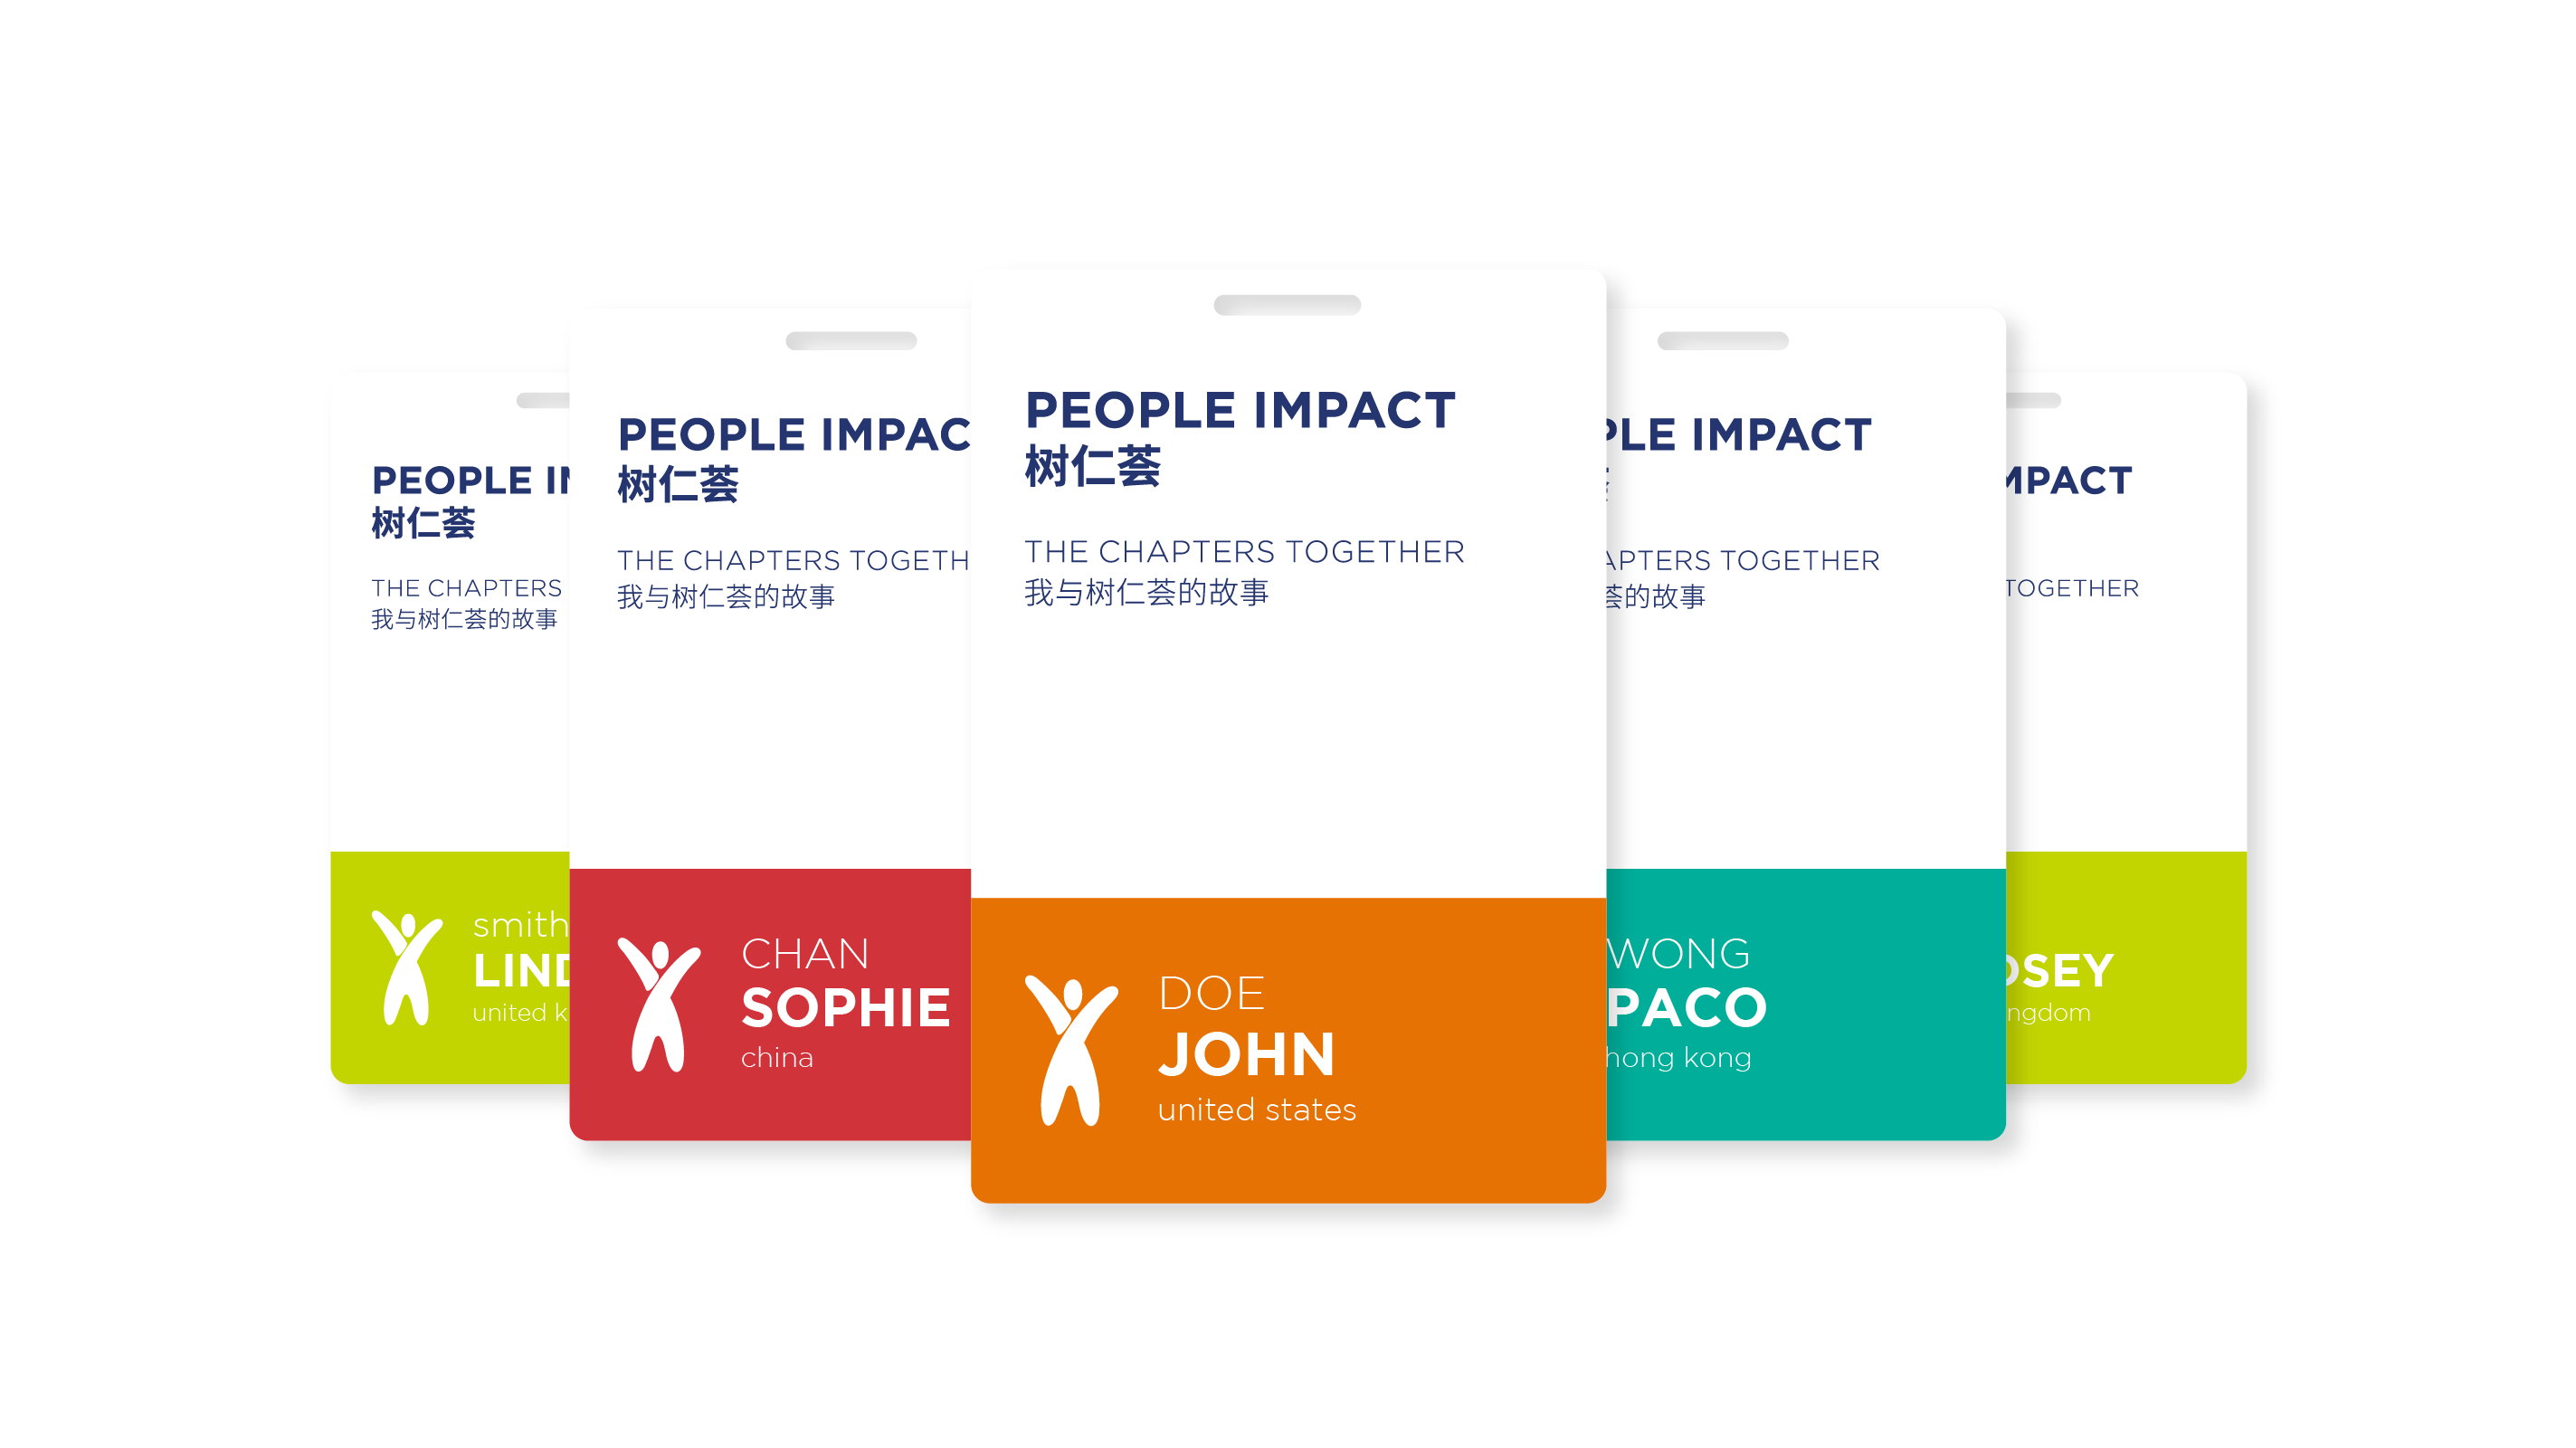 PEOPLE IM
树仁荟
THE CHAPTERS
我与树仁荟的故事
smith
LIND
united k
PEOPLE IMPAC
树仁荟
THE CHAPTERS TOGETH
我与树仁荟的故事
CHAN
SOPHIE
china
PEOPLE IMPACT
树仁荟
THE CHAPTERS TOGETHER
我与树仁荟的故事
DOE
JOHN
united states
PLE IMPACT
APTERS TOGETHER
荟的故事
WONG
PACO
hong kong
MPACT
TOGETHER
DSEY
ngdom